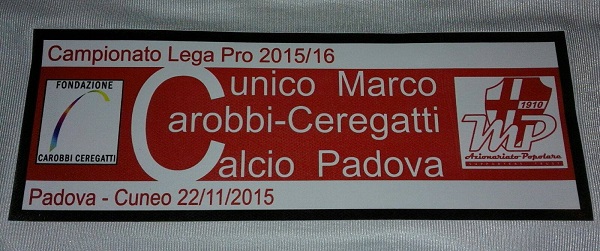 Campionato Lega Pro 2015/16
FONDAZIONE
CAROBBI CEREGATTI
Cunico Marco
Carobbi-Ceregatti
Calcio Padova
1910
MP
Azionariato Popolare
Padova - Cuneo 22/11/2015